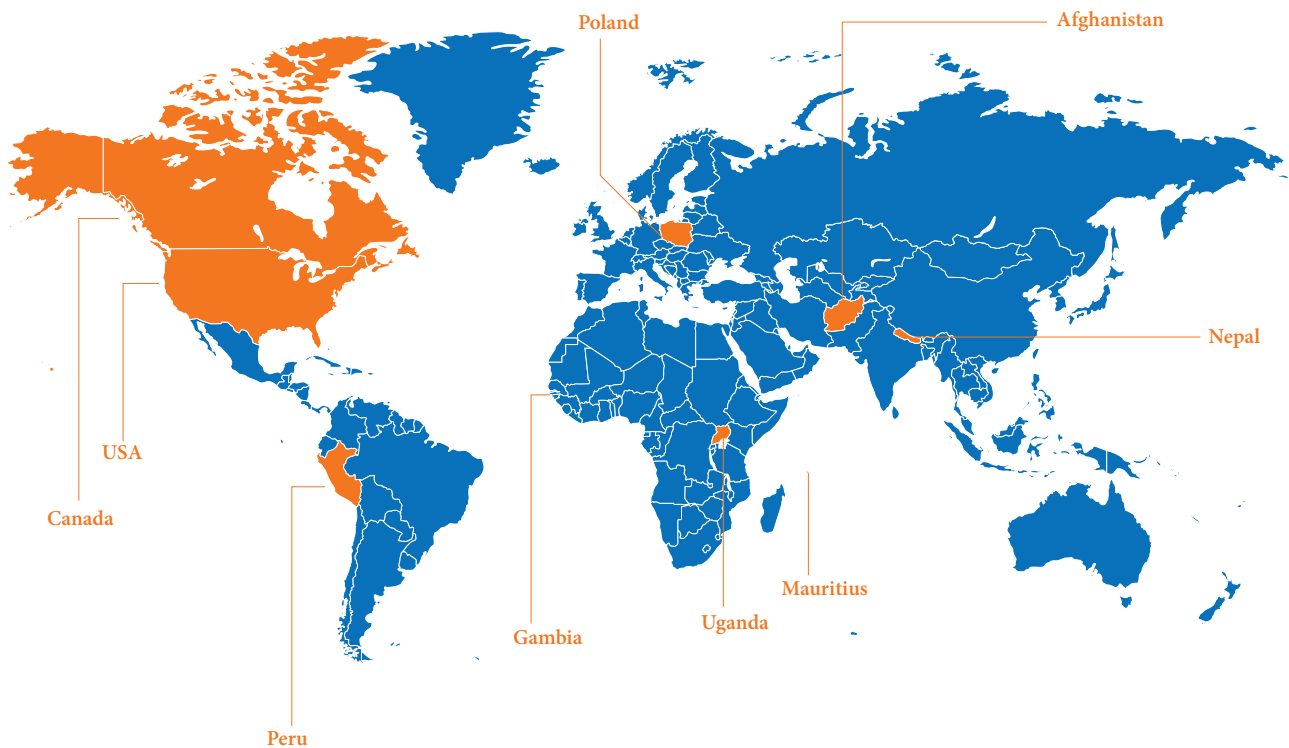 Poland
Afghanistan
Nepal
USA
Canada
Mauritius
Uganda
Gambia
Peru